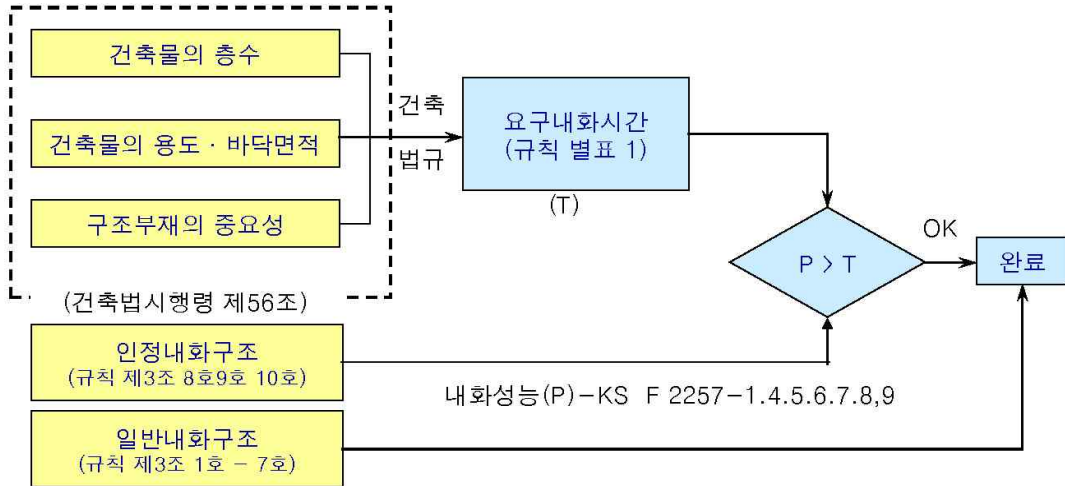 건축물의 층수
건축물의 용도 · 바닥면적
구조부재의 중요성
(건축법시행령 제56조)
건축
법규
요구내화시간
(규칙 별표 1)
(T)
P > T
OK
완료
인정내화구조
(규칙 제3조 8호9호 10호)
내화성능(P)-KS F 2257-1.4.5.6.7.8,9
일반내화구조
(규칙 제3조 1호 - 7호)